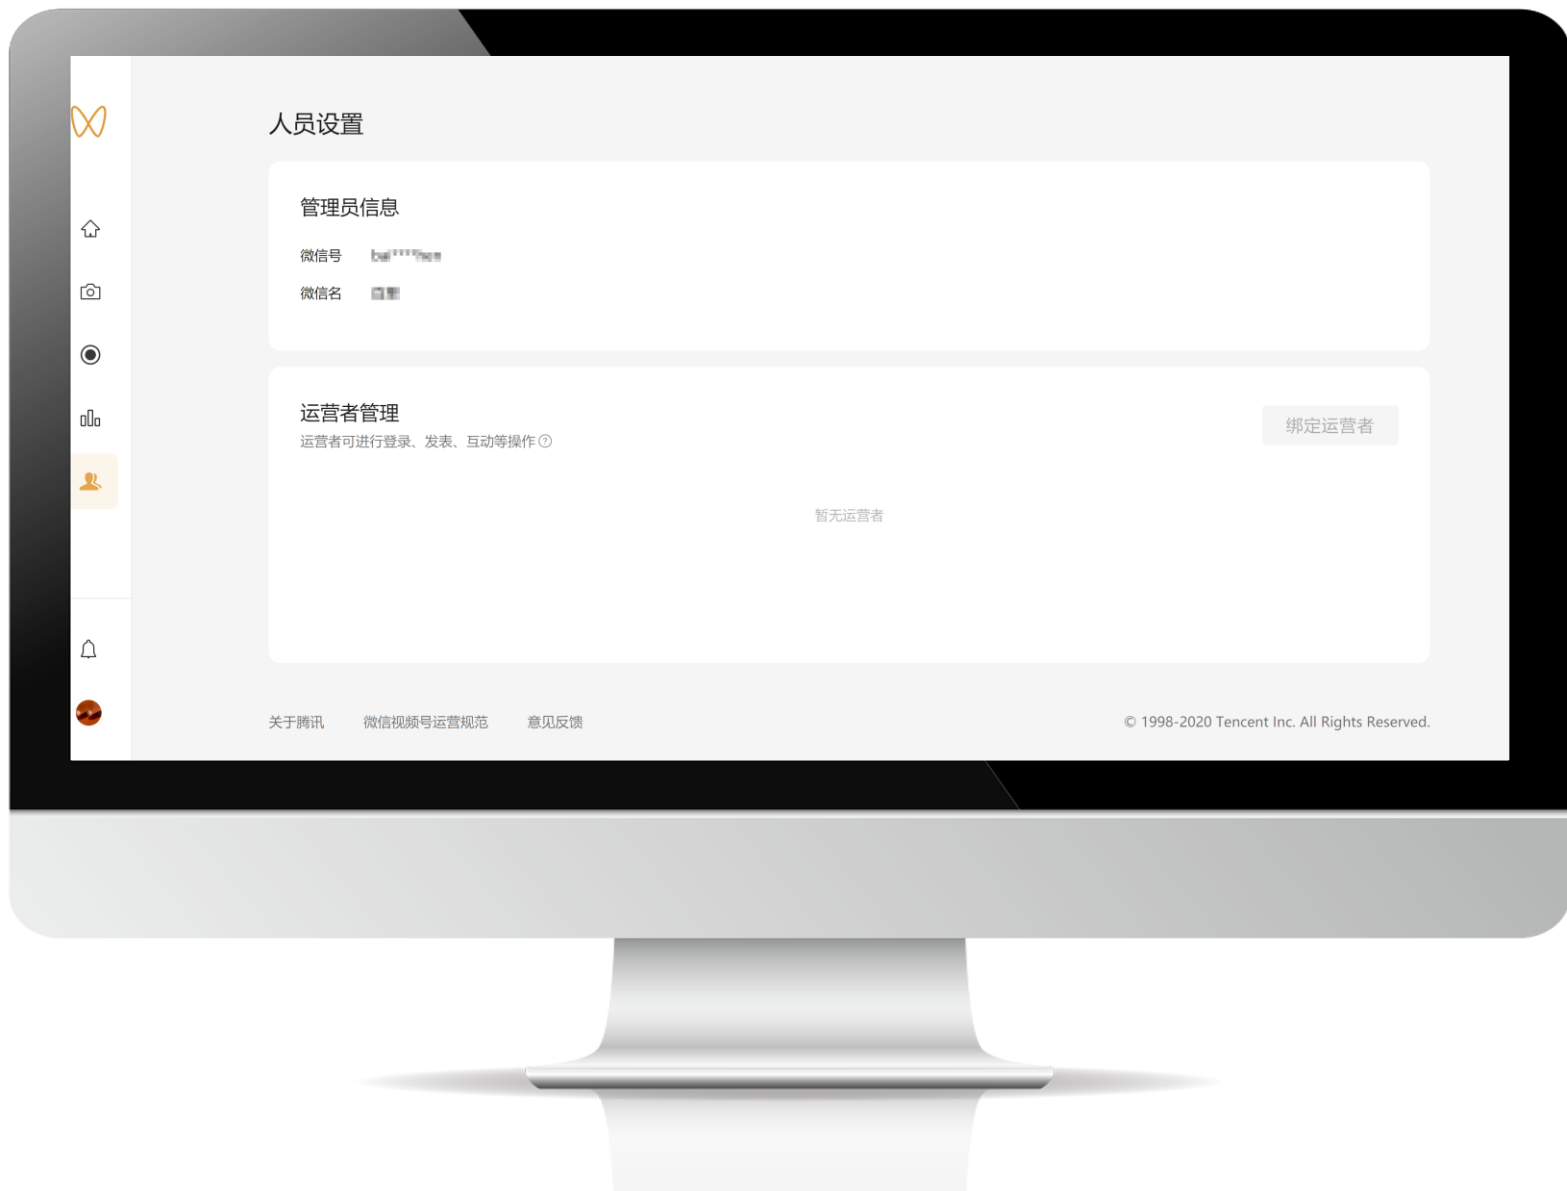 人员设置
管理员信息
微信号
微信名
运营者管理
运营者可进行登录、发表、互动等操作
绑定运营者
暂无运营者
关于腾讯 微信视频号运营规范 意见反馈 © 1998-2020 Tencent Inc. All Rights Reserved.